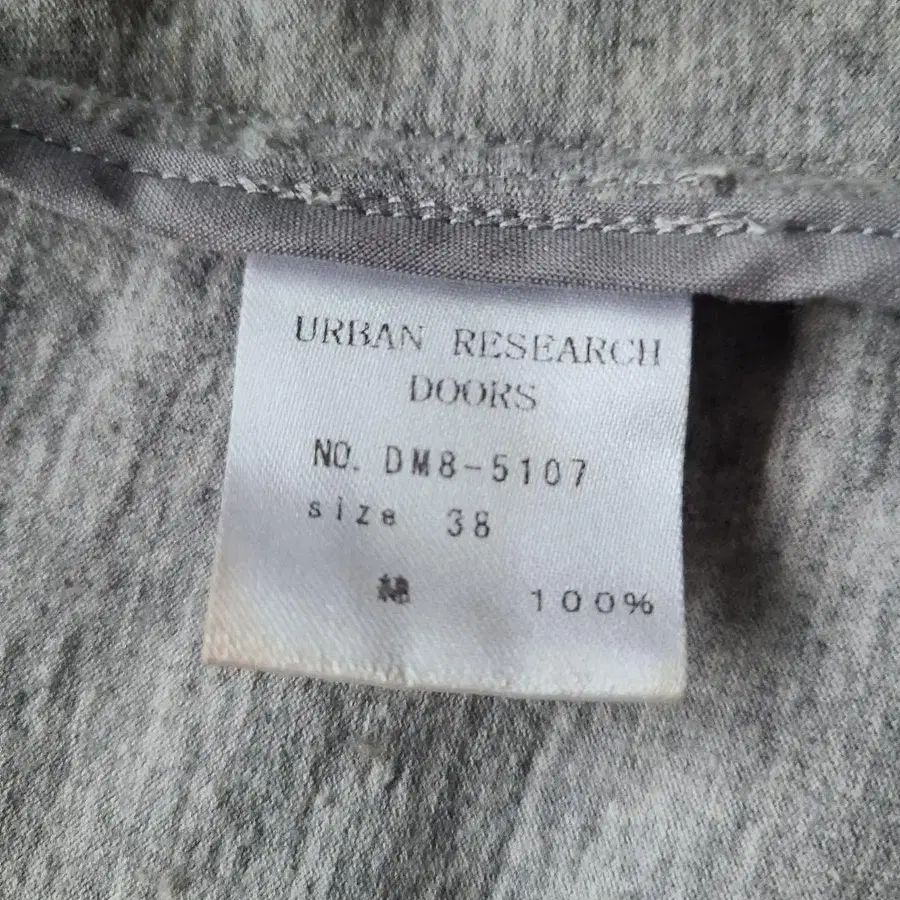 URBAN RESEARCH
DOORS
NO. DM8-5107
size 38
綿 100%